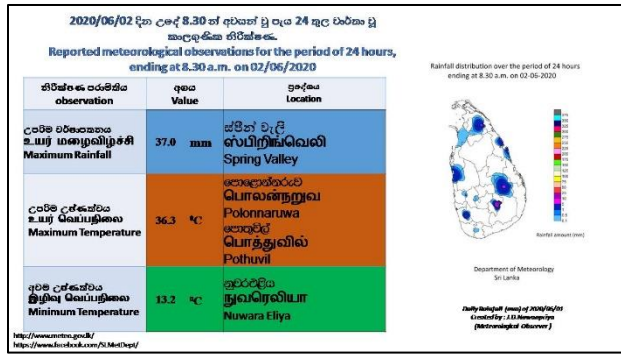 2020/06/02 දින උදේ 8.30 න් අවසන් වු පැය 24 තුල වාර්තා වූ
කාලගුණික නිරීක්ෂණ.
Reported meteorological observations for the period of 24 hours,
ending at 8.30 a.m. on 02/06/2020
නිරීක්ෂණ පරාමිතිය
observation
අගය
Value
ප්‍රදේශය
Location
උපරිම වර්ෂාපතනය
உயர் மழைவீழ்ச்சி
Maximum Rainfall
37.0 mm
ස්ප්‍රීන් වැලි
ஸ்பிறிங்வெலி
Spring Valley
උපරිම උෂ්ණත්වය
உயர் வெப்பநிலை
Maximum Temperature
36.3 °C
පොළොන්නරුව
பொலன்நறுவ
Polonnaruwa
පොතුවිල්
பொத்துவில்
Pothuvil
අවම උෂ්ණත්වය
இழிவு வெப்பநிலை
Minimum Temperature
13.2 °C
නුවරඑළිය
நுவரெலியா
Nuwara Eliya
http://www.meteo.gov.lk/
https://www.facebook.com/SLMetDept/
Rainfall distribution over the period of 24 hours
ending at 8.30 a.m. on 02-06-2020
Rainfall amount (mm)
Department of Meteorology
Sri Lanka
Daily Rainfall (mm) of 2020/06/01
Created by : J.D.Nawaepriya
(Meteorological Observer )